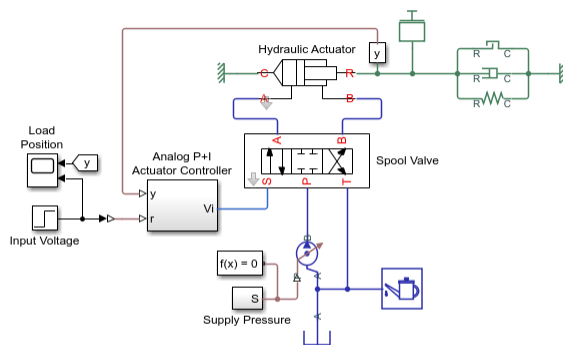 y
Hydraulic Actuator
C
R
R
C
A
B
R
C
R
C
A
B
Spool Valve
Load
Position
y
Analog P+I
Actuator Controller
S
P
T
y
Vi
r
Input Voltage
B
f(x) = 0
P
A
S
Supply Pressure
A